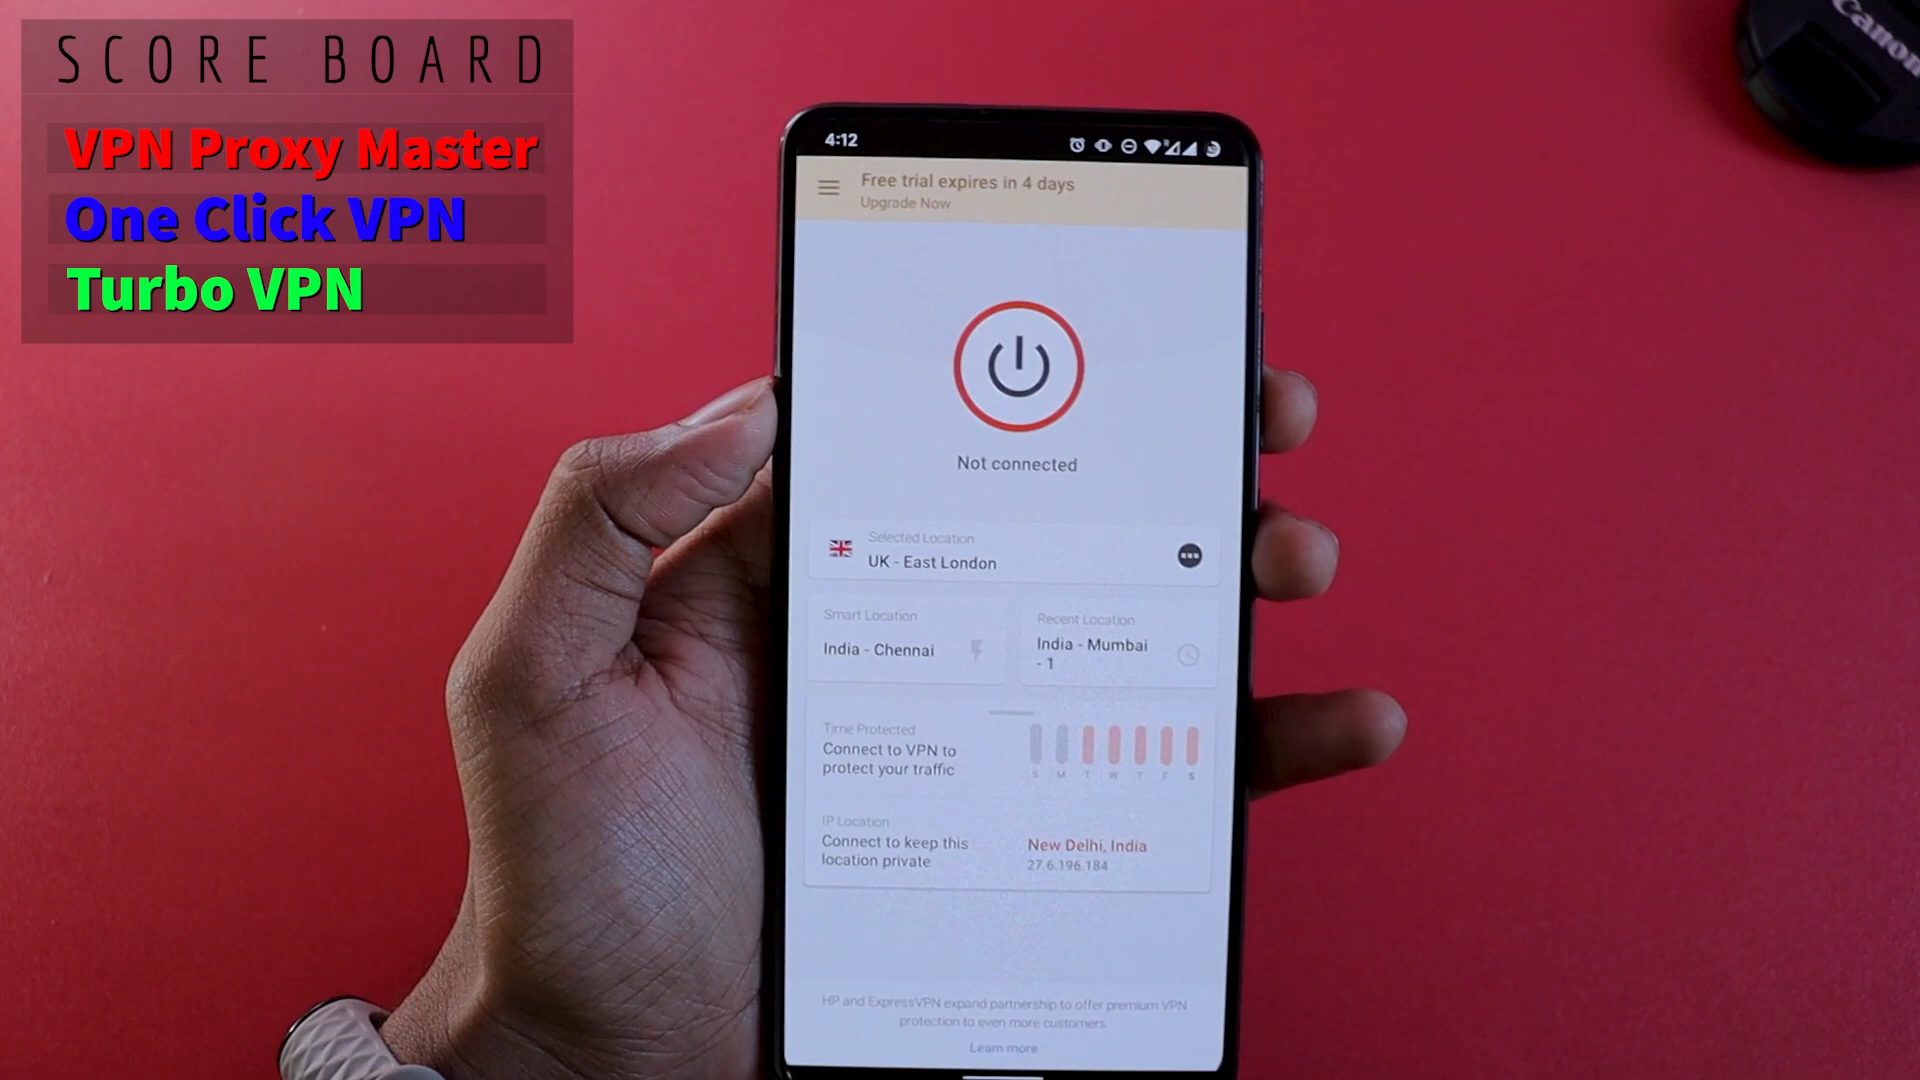 SCORE BOARD
VPN Proxy Master
One Click VPN
Turbo VPN
Canon
4:12
Free trial expires in 4 days
Upgrade Now
Not connected
Selected Location
UK - East London
Smart Location
India - Chennai
Recent Location
India - Mumbai
- 1
Time Protected
Connect to VPN to
protect your traffic
S M T W T F S
IP Location
Connect to keep this
location private
New Delhi, India
27.6.196.184
HP and ExpressVPN expand partnership to offer premium VPN
protection to even more customers.
Learn more